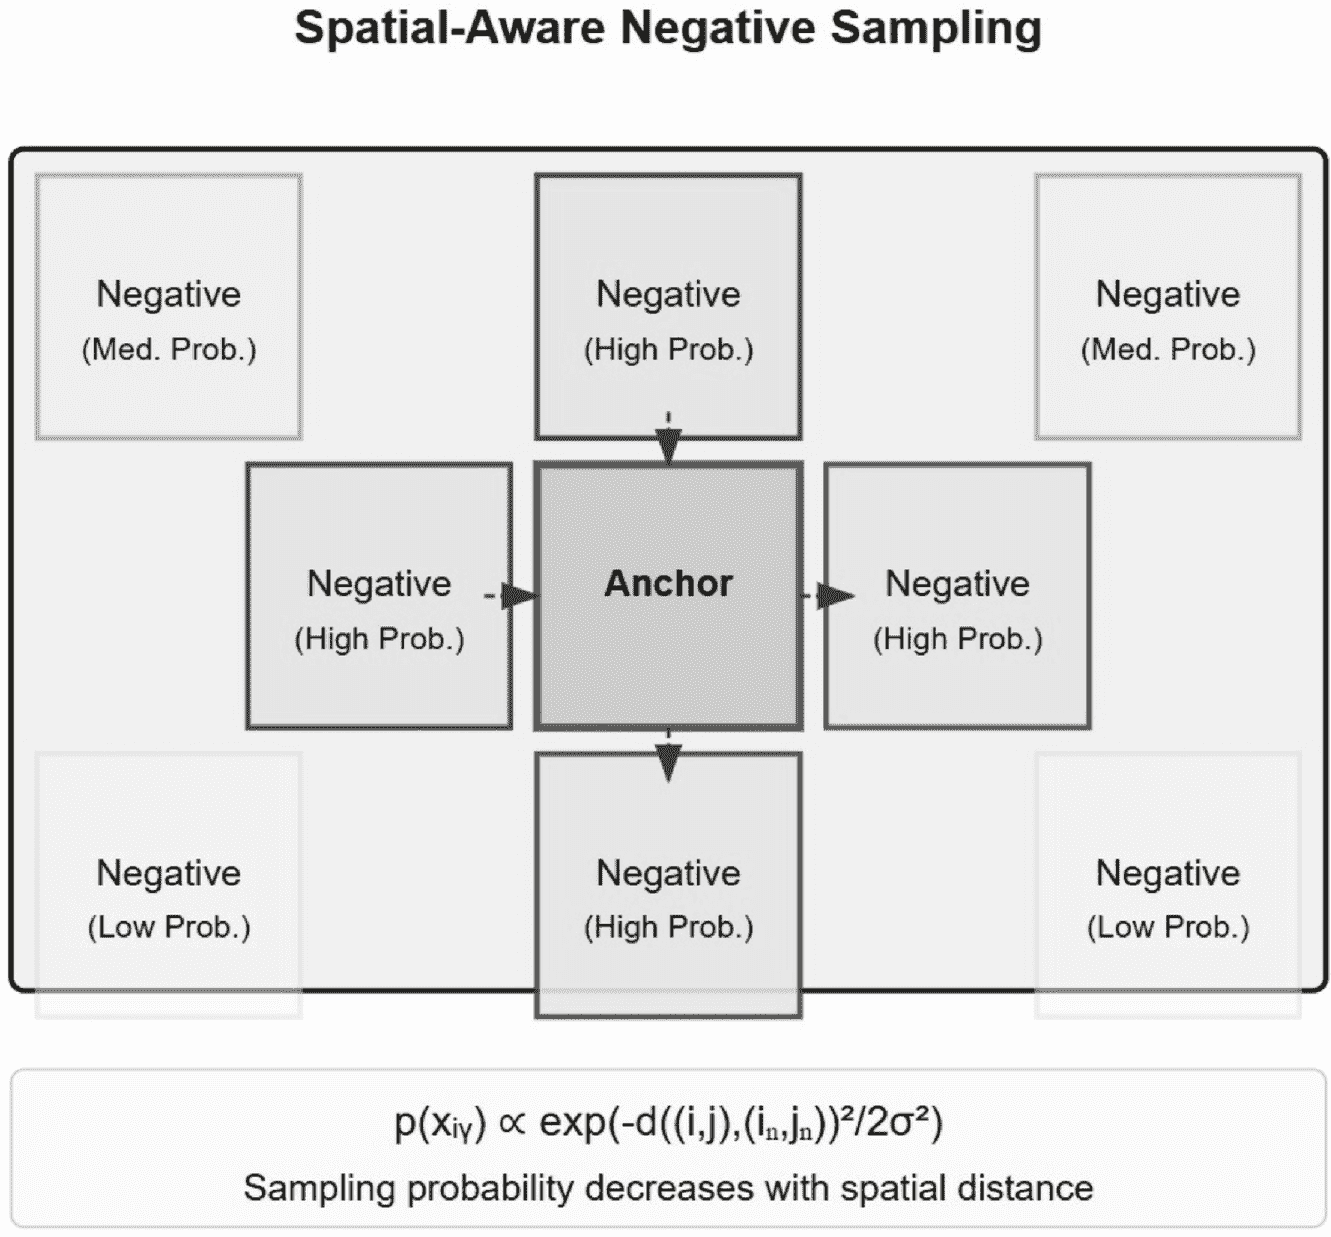 Spatial-Aware Negative Sampling
Negative
(Med. Prob.)
Negative
(High Prob.)
Negative
(Med. Prob.)
Negative
(High Prob.)
Anchor
Negative
(High Prob.)
Negative
(Low Prob.)
Negative
(High Prob.)
Negative
(Low Prob.)
p(xᵢᵧ) ∝ exp(-d((i,j),(iₙ,jₙ))²/2σ²)
Sampling probability decreases with spatial distance